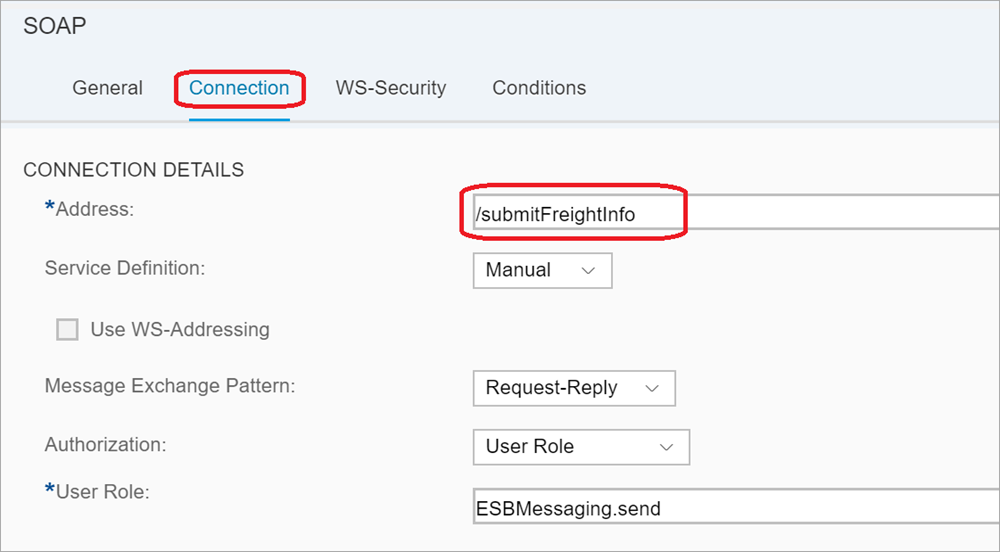 SOAP
General Connection WS-Security Conditions
CONNECTION DETAILS
*Address: /submitFreightInfo
Service Definition: Manual
Use WS-Addressing
Message Exchange Pattern: Request-Reply
Authorization: User Role
*User Role: ESBMessaging.send